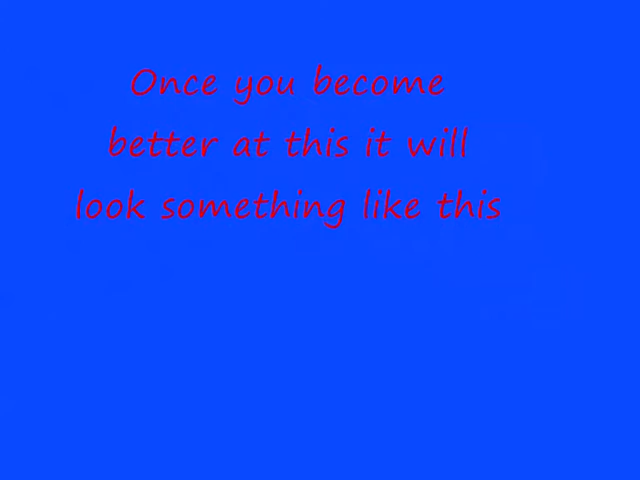 Once you become
better at this it will
look something like this